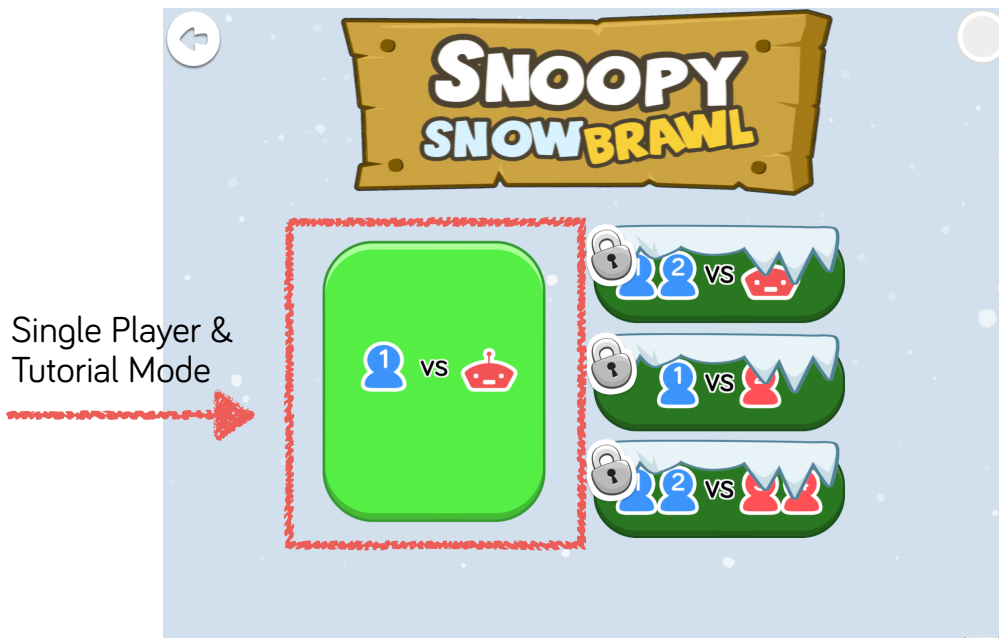 SNOOPY
SNOWBRAWL
Single Player &
Tutorial Mode
1 VS
1 2 VS
1 VS
1 2 VS